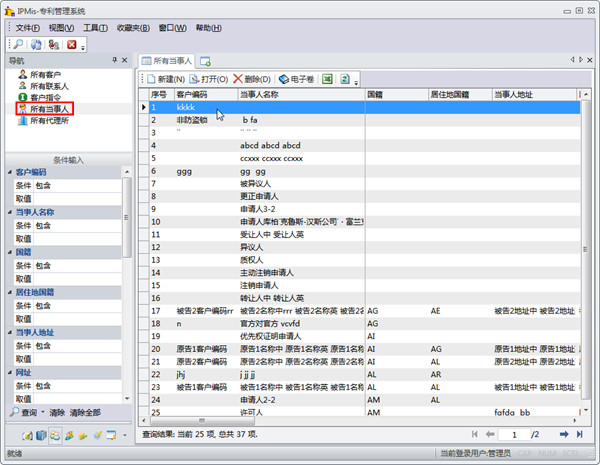 IPMis-专利管理系统
文件(F) 视图(V) 工具(T) 收藏夹(B) 窗口(W) 帮助(H)
导航
所有客户
所有联系人
客户指令
所有当事人
所有代理所
条件输入
客户编码
条件 包含
取值
当事人名称
条件 包含
取值
国籍
条件 包含
取值
居住地国籍
条件 包含
取值
当事人地址
条件 包含
取值
网址
条件 包含
取值
查询 清除 清除全部
所有当事人
新建(N) 打开(O) 删除(D) 电子卷
序号 客户编码 当事人名称 国籍 居住地国籍 当事人地址
1 kkkk
2 非防盗锁 b fa
3 '' '' '' ''
4 abcd abcd abcd
5 ccxxx ccxxx ccxxx
6 ggg gg gg
7 被异议人
8 更正申请人
9 申请人3-2
10 申请人库柏·克鲁斯-汉斯公司·富兰克
11 受让人中 受让人英
12 异议人
13 质权人
14 主动注销申请人
15 注销申请人
16 转让人中 转让人英
17 被告2客户编码rr 被告2名称中rrr 被告2名称英 被告2名 AG AE 被告2地址中 被告2地址
18 n 官方对官方 vcvfd AG
19 优先权证明申请人 AI
20 原告1客户编码 原告1名称中 原告1名称英 原告1名称 AI AG 原告1地址中 原告1地址
21 原告2客户编码 原告2名称中 原告2名称英 原告2名称 AI AL 原告2地址中 原告2地址
22 jhj j jj jj AL AR
23 被告1客户编码 被告1名称中 被告1名称英 被告1名称 AL AL 被告1地址中 被告1地址
24 申请人2-2 AM AL
25 许可人 AM fgfdg bb
查询结果: 当前 25 项, 总共 37 项.
1 /2
就绪
当前登录用户:管理员 CAP NUM SCRL